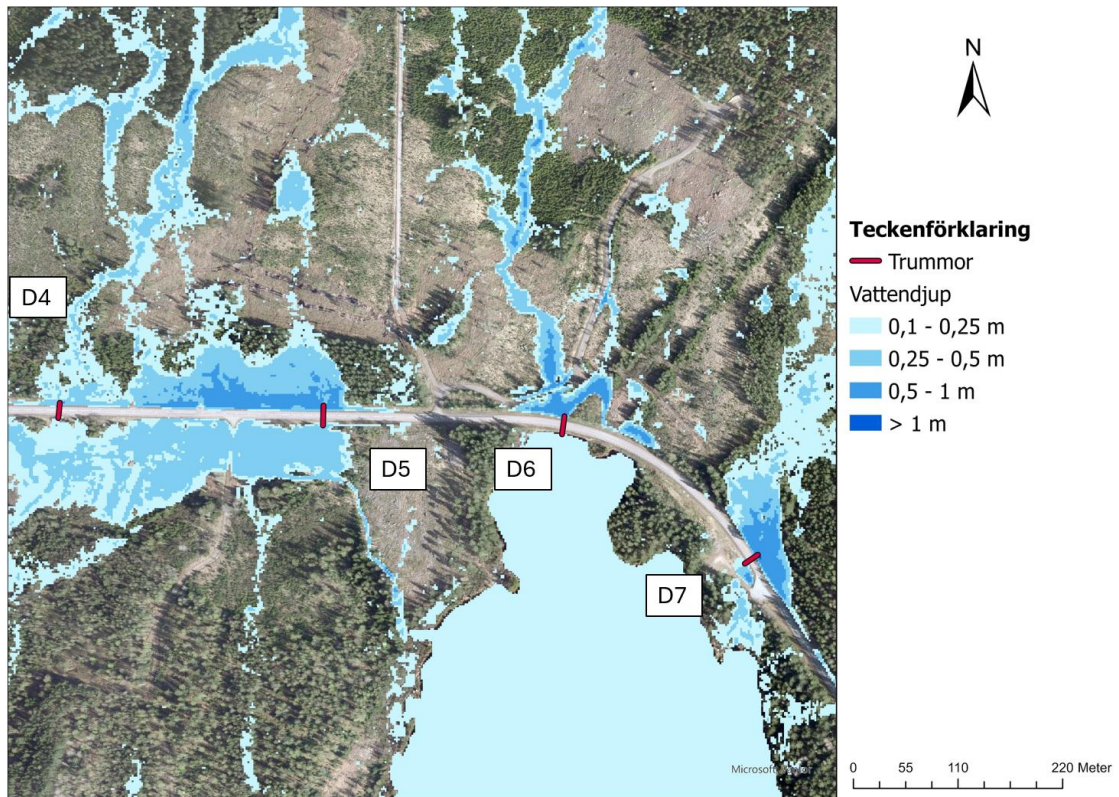 N
D4
D5
D6
D7
Teckenförklaring
Trummor
Vattendjup
0,1 - 0,25 m
0,25 - 0,5 m
0,5 - 1 m
> 1 m
Microsoft
0 55 110 220 Meter